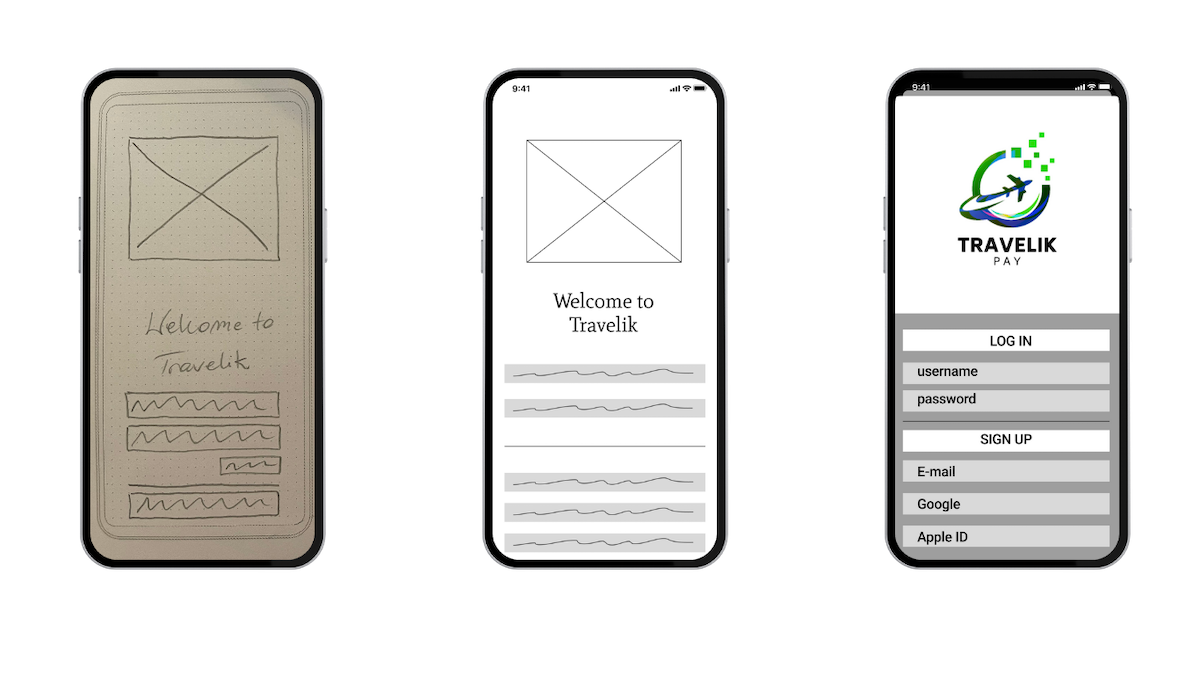 Welcome to
Travelik
9:41
Welcome to
Travelik
9:41
TRAVELIK
PAY
LOG IN
username
password
SIGN UP
E-mail
Google
Apple ID